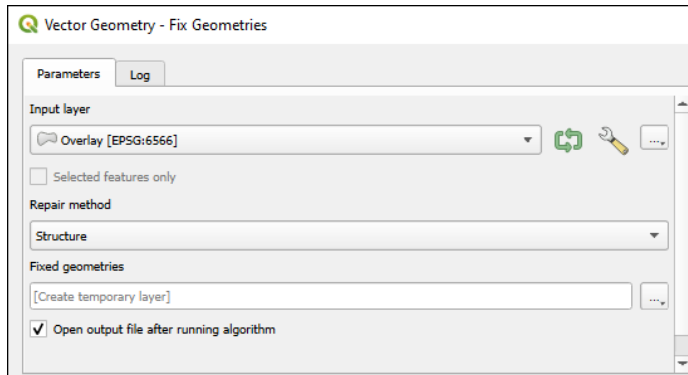 Vector Geometry - Fix Geometries
Parameters
Log
Input layer
Overlay [EPSG:6566]
...
Selected features only
Repair method
Structure
Fixed geometries
[Create temporary layer]
...
Open output file after running algorithm